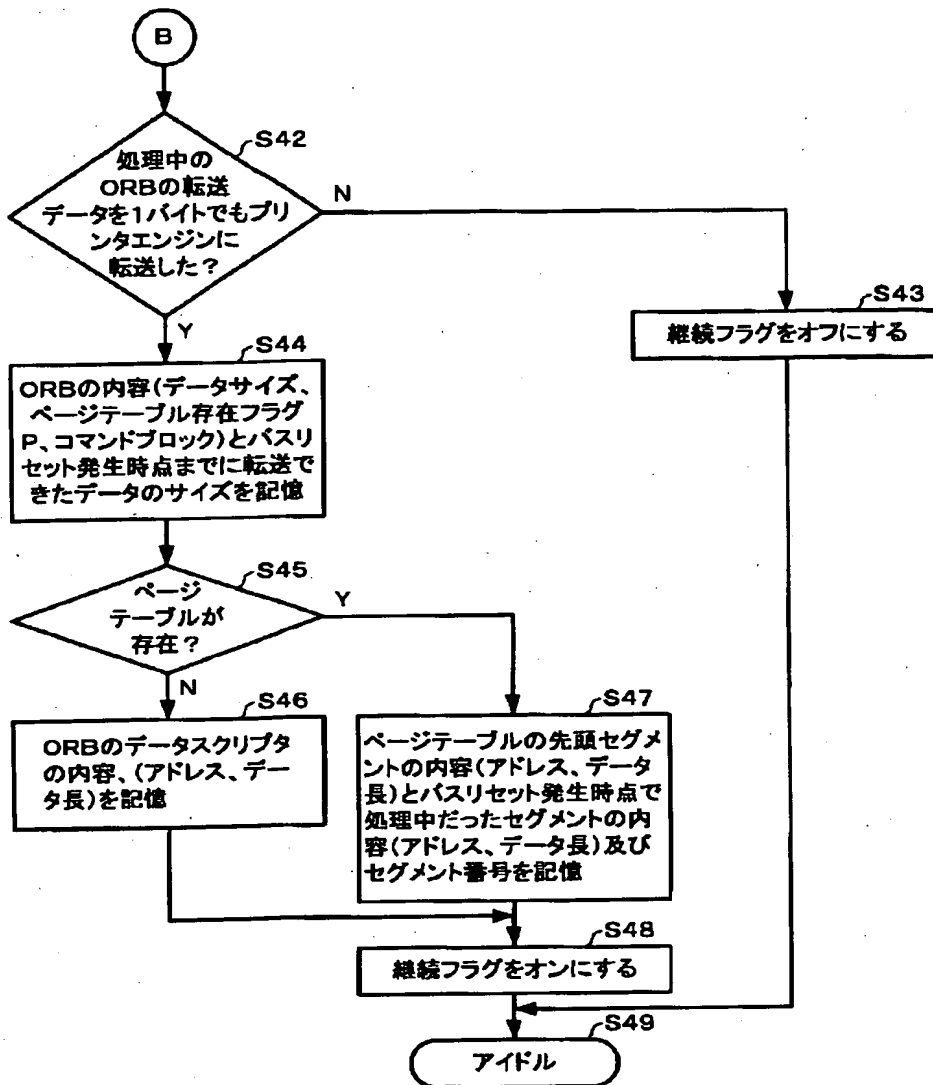 B
S42
処理中の
ORBの転送
データを1バイトでもプリ
ンタエンジンに
転送した?
N
Y
S43
継続フラグをオフにする
S44
ORBの内容(データサイズ、
ページテーブル存在フラグ
P、コマンドブロック)とバスリ
セット発生時点までに転送で
きたデータのサイズを記憶
S45
ページ
テーブルが
存在?
Y
N
S46
ORBのデータスクリプタ
の内容、(アドレス、デー
タ長)を記憶
S47
ページテーブルの先頭セグメ
ントの内容(アドレス、データ
長)とバスリセット発生時点で
処理中だったセグメントの内
容(アドレス、データ長)及び
セグメント番号を記憶
S48
継続フラグをオンにする
S49
アイドル